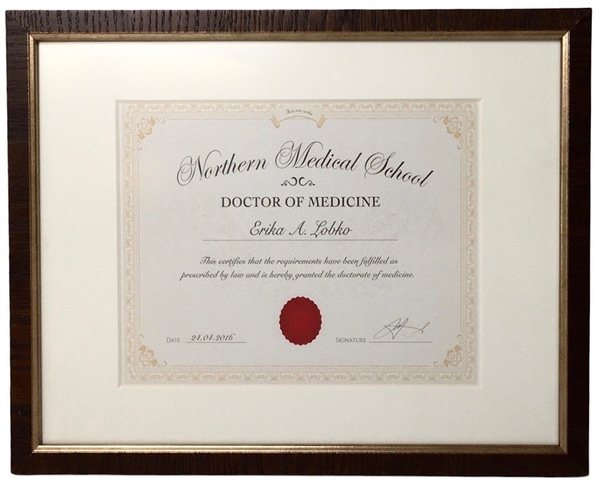 Northern Medical School
DOCTOR OF MEDICINE
Erika A. Lobko
This certifies that the requirements have been fulfilled as
prescribed by law and is hereby granted the doctorate of medicine.
DATE 24.04.2016 SIGNATURE